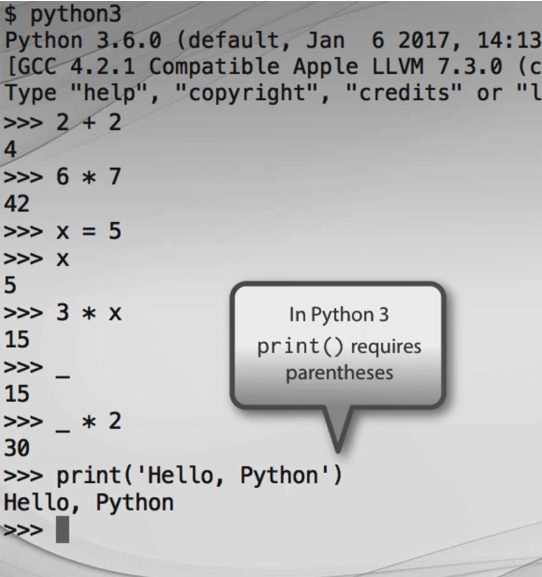 $ python3
Python 3.6.0 (default, Jan  6 2017, 14:13
[GCC 4.2.1 Compatible Apple LLVM 7.3.0 (c
Type "help", "copyright", "credits" or "l
>>> 2 + 2
4
>>> 6 * 7
42
>>> x = 5
>>> x
5
>>> 3 * x
15
>>> _
15
>>> _ * 2
30
In Python 3
print() requires
parentheses
>>> print('Hello, Python')
Hello, Python
>>>